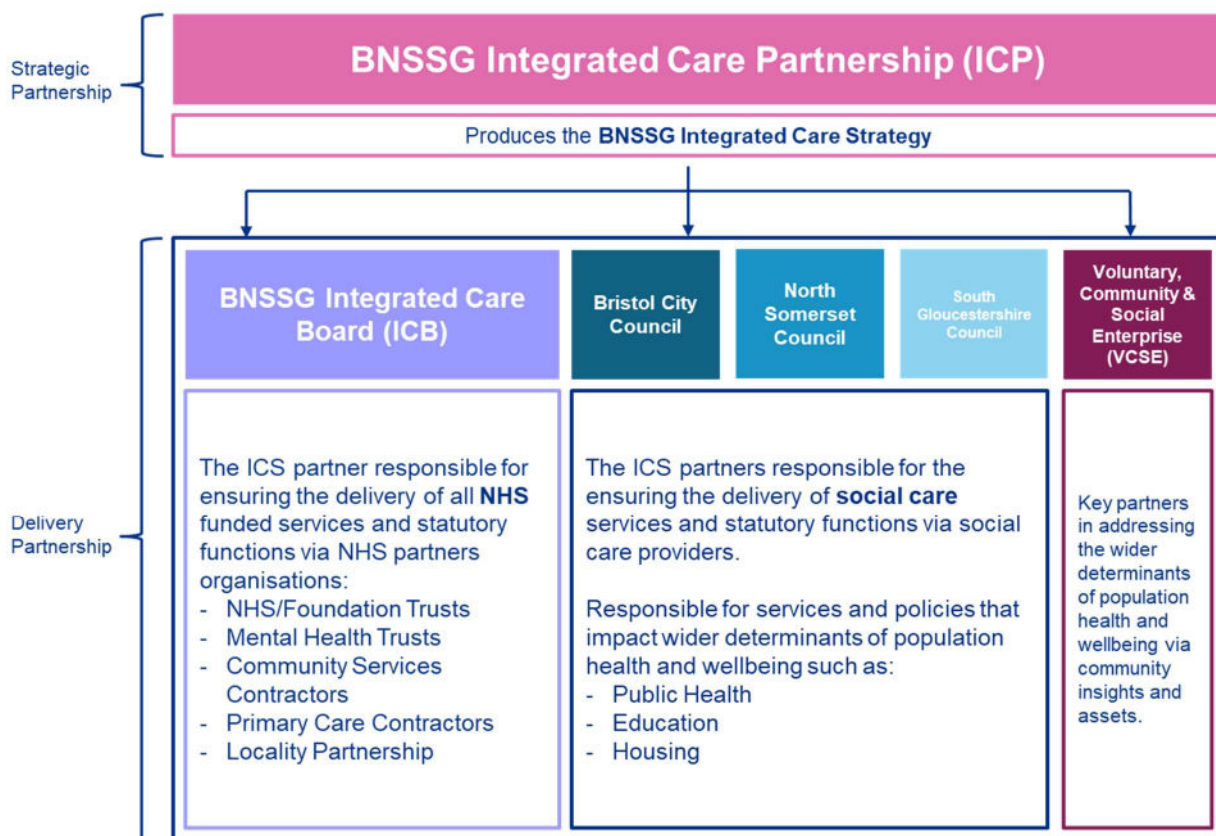 Strategic
Partnership
BNSSG Integrated Care Partnership (ICP)
Produces the BNSSG Integrated Care Strategy
Delivery
Partnership
BNSSG Integrated Care
Board (ICB)
Bristol City
Council
North
Somerset
Council
South
Gloucestershire
Council
Voluntary,
Community &
Social
Enterprise
(VCSE)
The ICS partner responsible for
ensuring the delivery of all NHS
funded services and statutory
functions via NHS partners
organisations:
- NHS/Foundation Trusts
- Mental Health Trusts
- Community Services
Contractors
- Primary Care Contractors
- Locality Partnership
The ICS partners responsible for the
ensuring the delivery of social care
services and statutory functions via social
care providers.
Responsible for services and policies that
impact wider determinants of population
health and wellbeing such as:
- Public Health
- Education
- Housing
Key partners
in addressing
the wider
determinants
of population
health and
wellbeing via
community
insights and
assets.